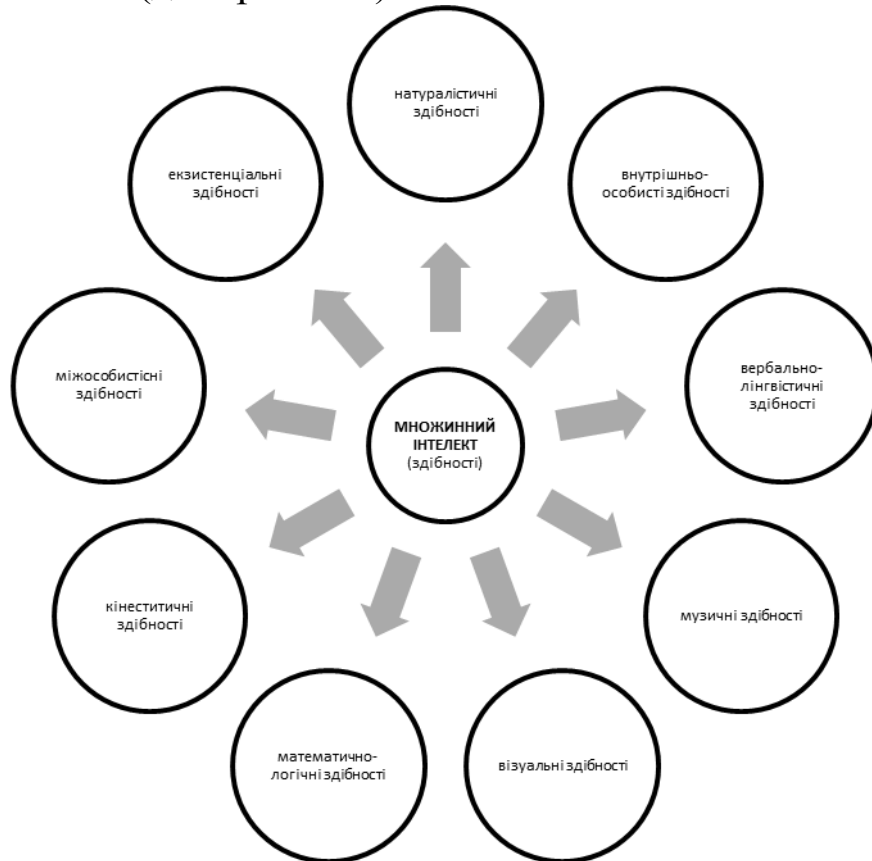 натуралістичні
здібності
внутрішньо-
особисті здібності
вербально-
лінгвістичні
здібності
музичні здібності
візуальні здібності
математично-
логічні здібності
кінеститичні
здібності
міжособистісні
здібності
екзистенціальні
здібності
МНОЖИННИЙ
ІНТЕЛЕКТ
(здібності)